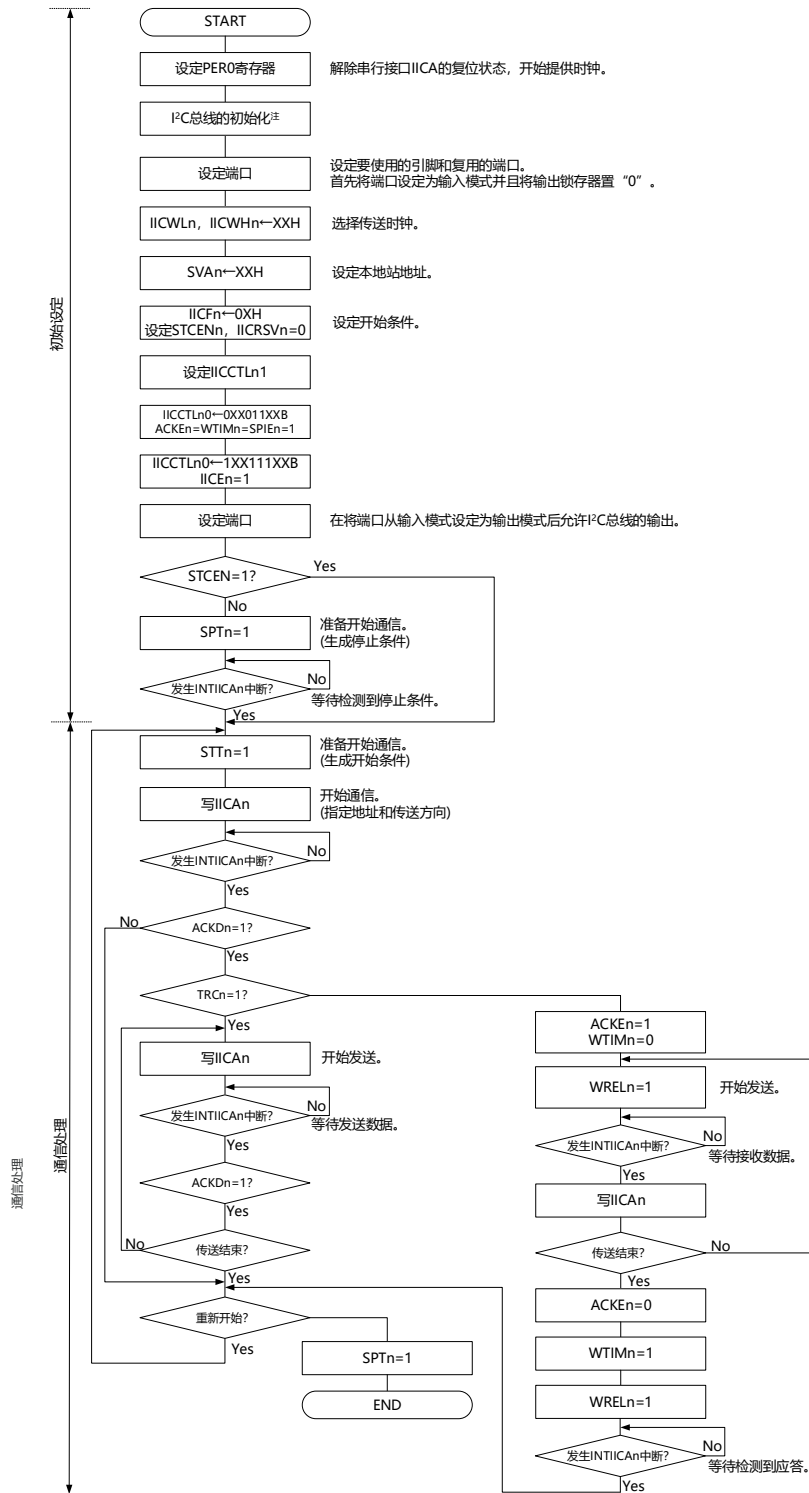 START
设定PER0寄存器
解除串行接口IICA的复位状态，开始提供时钟。
I²C总线的初始化注
设定端口
设定要使用的引脚和复用的端口。
首先将端口设定为输入模式并且将输出锁存器置“0”。
IICWLn，IICWHn←XXH
选择传送时钟。
SVAn←XXH
设定本地站地址。
IICFn←0XH
设定STCENn，IICRSVn=0
设定开始条件。
初始设定
设定IICCTLn1
IICCTLn0←0XX011XXB
ACKEn=WTIMn=SPIEn=1
IICCTLn0←1XX111XXB
IICEn=1
设定端口
在将端口从输入模式设定为输出模式后允许I²C总线的输出。
STCEN=1?
Yes
No
SPTn=1
准备开始通信。
(生成停止条件)
发生INTIICAn中断?
No
等待检测到停止条件。
Yes
STTn=1
准备开始通信。
(生成开始条件)
写IICAn
开始通信。
(指定地址和传送方向)
发生INTIICAn中断?
No
Yes
No
ACKDn=1?
Yes
TRCn=1?
Yes
写IICAn
开始发送。
发生INTIICAn中断?
No
等待发送数据。
Yes
ACKDn=1?
Yes
No
传送结束?
Yes
重新开始?
Yes
SPTn=1
END
通信处理
通信处理
ACKEn=1
WTIMn=0
WRELn=1
开始发送。
发生INTIICAn中断?
No
等待接收数据。
Yes
写IICAn
传送结束?
No
Yes
ACKEn=0
WTIMn=1
WRELn=1
发生INTIICAn中断?
No
等待检测到应答。
Yes